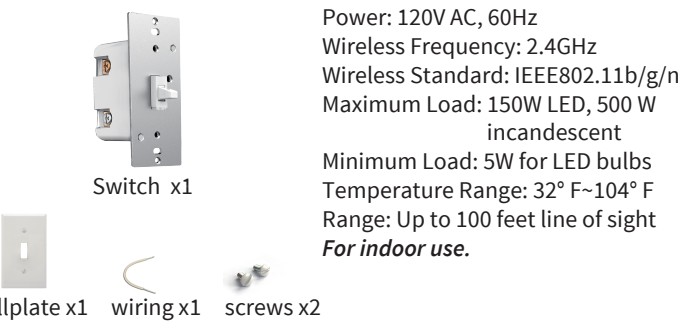 Power: 120V AC, 60Hz
Wireless Frequency: 2.4GHz
Wireless Standard: IEEE802.11b/g/n
Maximum Load: 150W LED, 500 W
incandescent
Minimum Load: 5W for LED bulbs
Temperature Range: 32° F~104° F
Range: Up to 100 feet line of sight
For indoor use.
Switch x1
llplate x1 wiring x1 screws x2